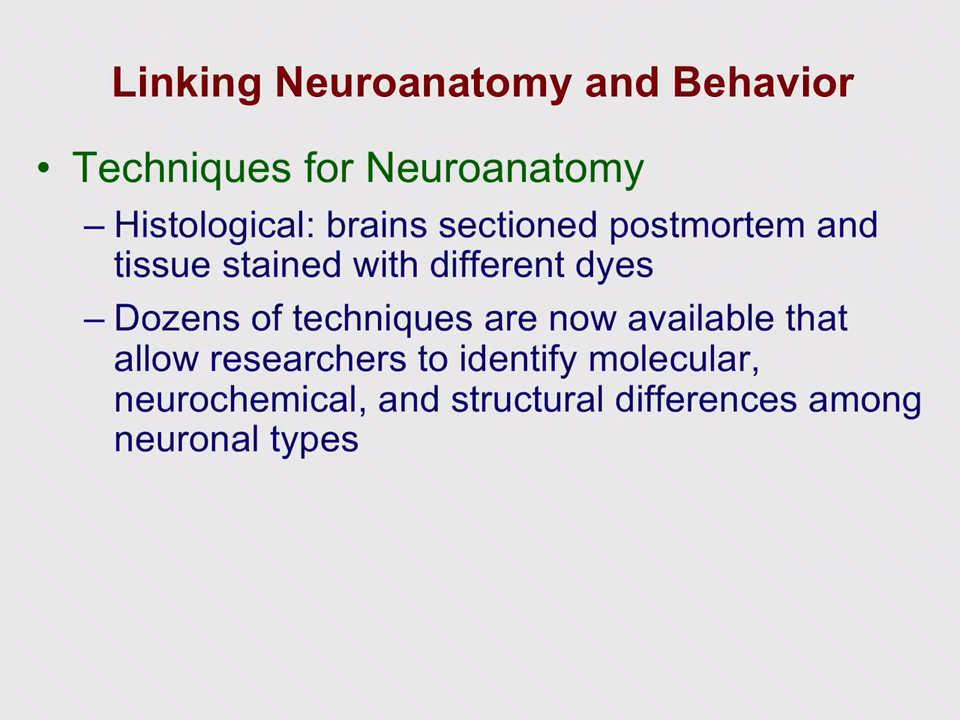 Linking Neuroanatomy and Behavior
• Techniques for Neuroanatomy
– Histological: brains sectioned postmortem and
tissue stained with different dyes
– Dozens of techniques are now available that
allow researchers to identify molecular,
neurochemical, and structural differences among
neuronal types